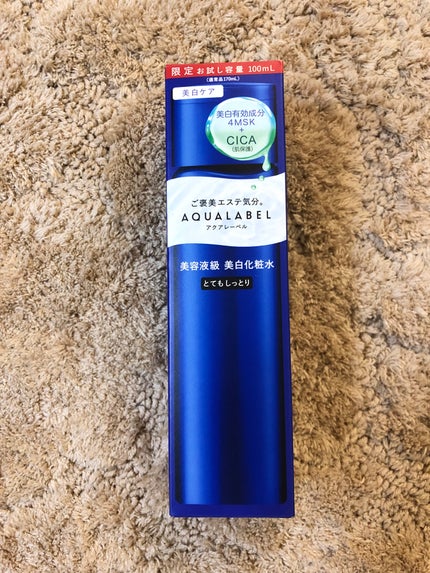 限定 お試し容量 100mL
(通常品170mL)
美白ケア
美白有効成分
4MSK
+
CICA
(肌保護)
ご褒美エステ気分。
AQUALABEL
アクアレーベル
美容液級 美白化粧水
とてもしっとり